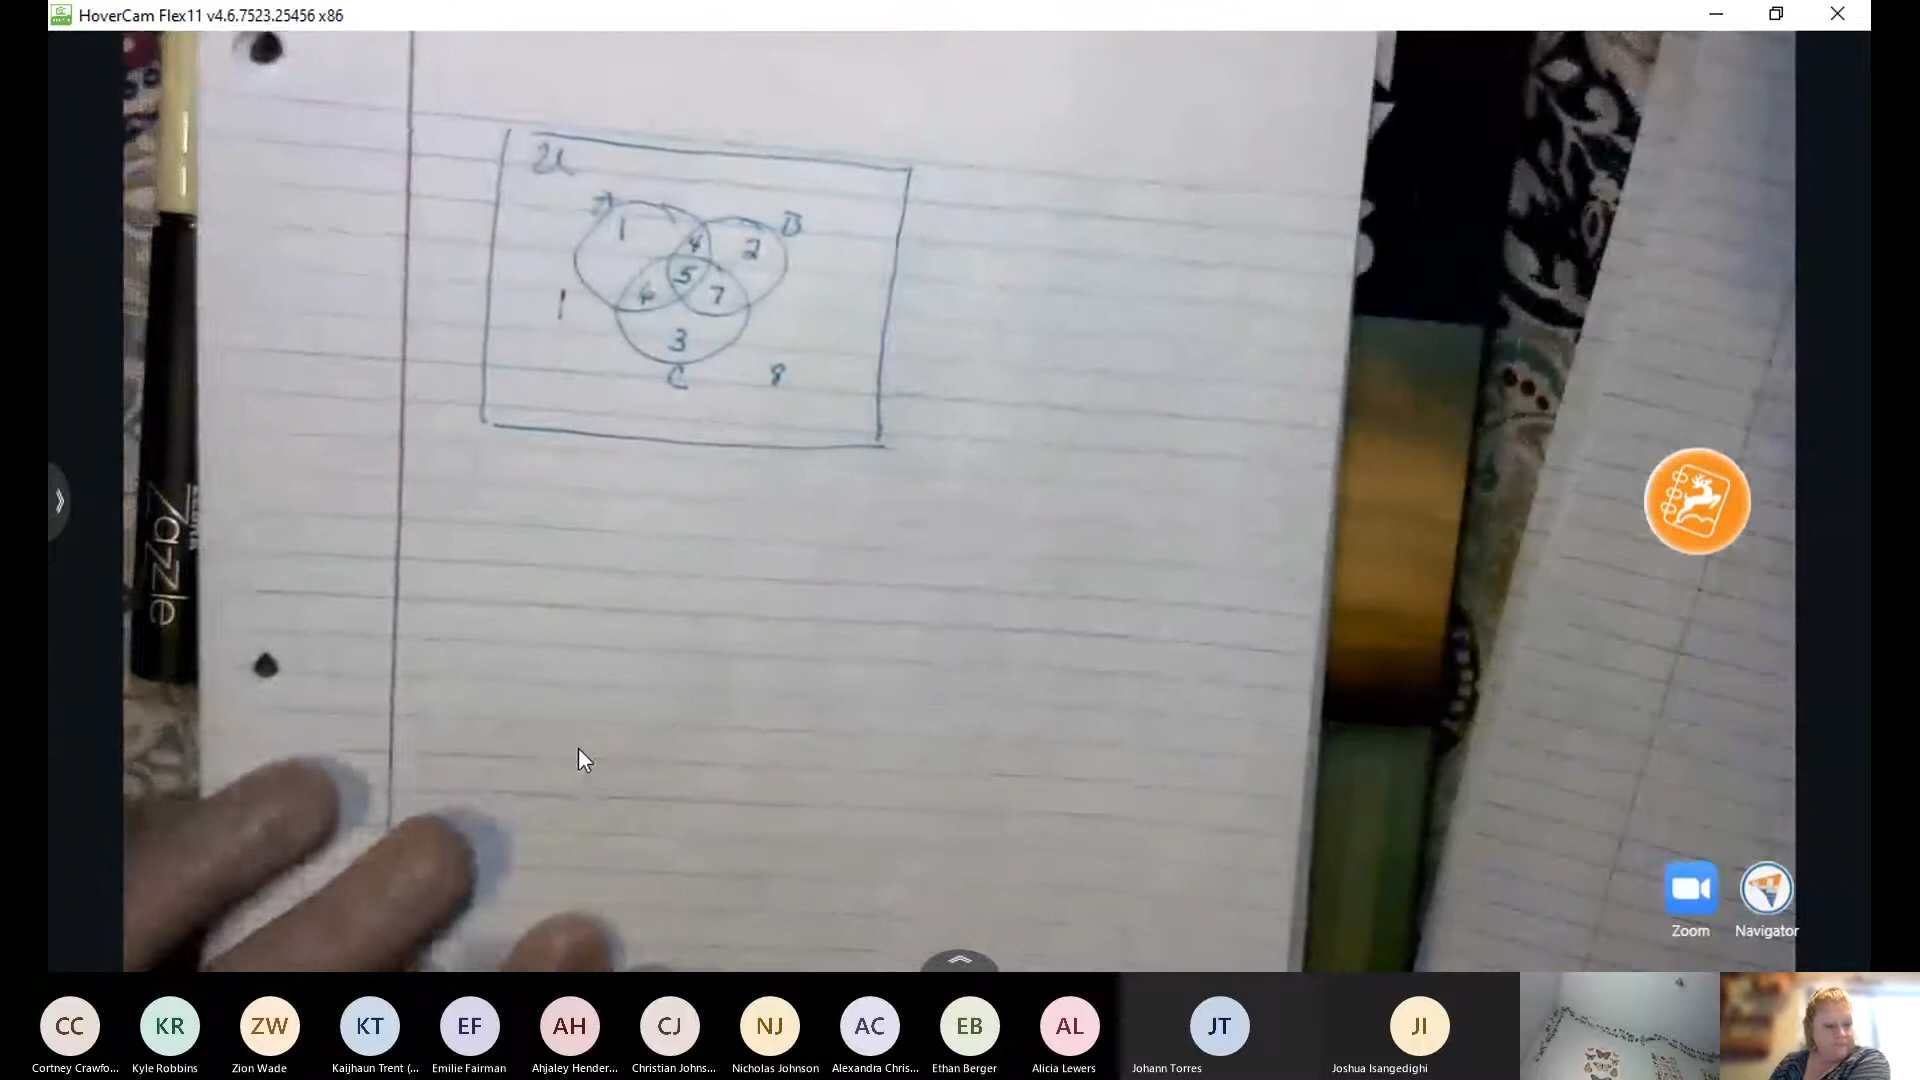 HoverCam Flex11 v4.6.7523.25456 x86
U
A
B
1
4
2
5
6
7
1
3
C
8
Zazzle
Zoom
Navigator
CC
KR
ZW
KT
EF
AH
CJ
NJ
AC
EB
AL
JT
JI
Cortney Crawfo...
Kyle Robbins
Zion Wade
Kaijhaun Trent (...
Emilie Fairman
Ahjaley Hender...
Christian Johns...
Nicholas Johnson
Alexandra Chris...
Ethan Berger
Alicia Lewers
Johann Torres
Joshua Isangedighi